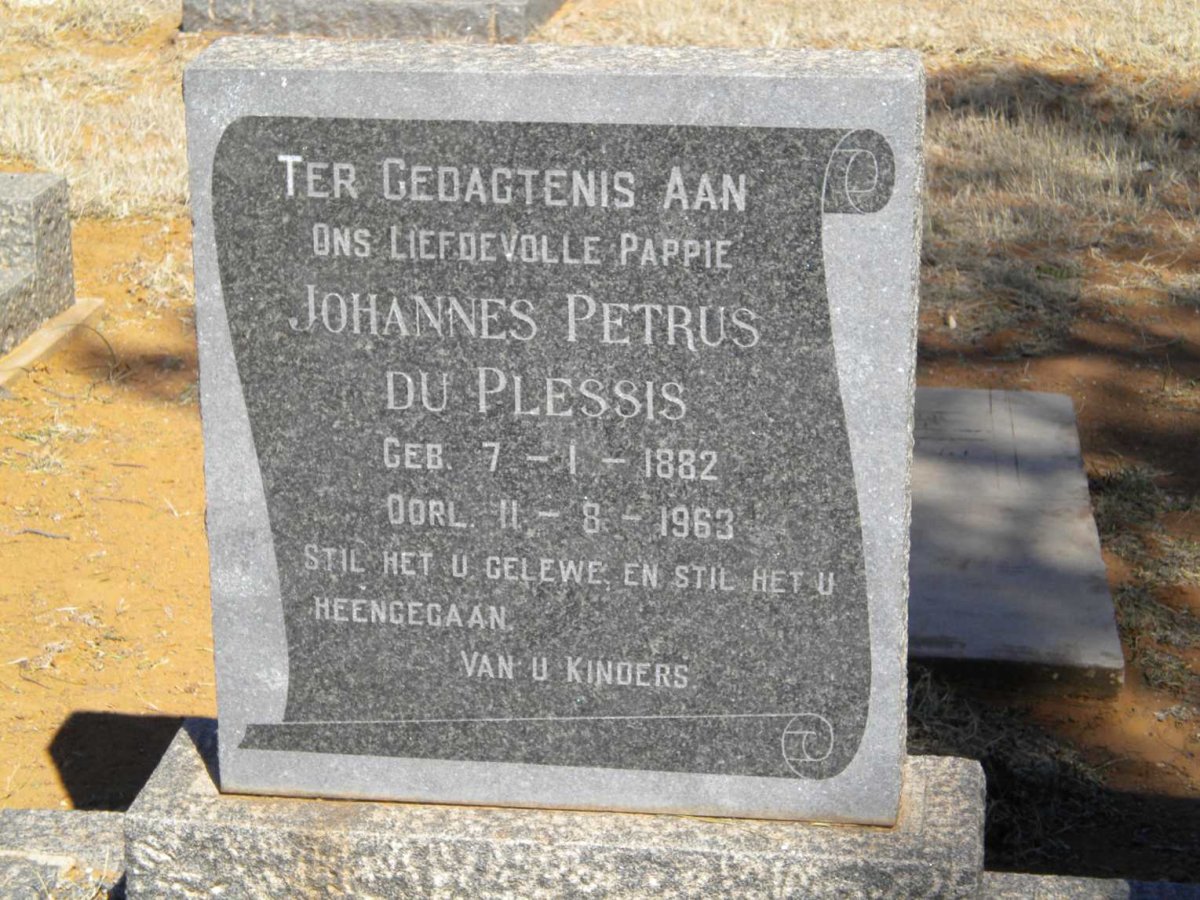 TER GEDAGTENIS AAN
ONS LIEFDEVOLLE PAPPIE
JOHANNES PETRUS
DU PLESSIS
GEB. 7 – 1 – 1882
OORL. 11 – 8 – 1963
STIL HET U GELEWE, EN STIL HET U
HEENGEGAAN.
VAN U KINDERS